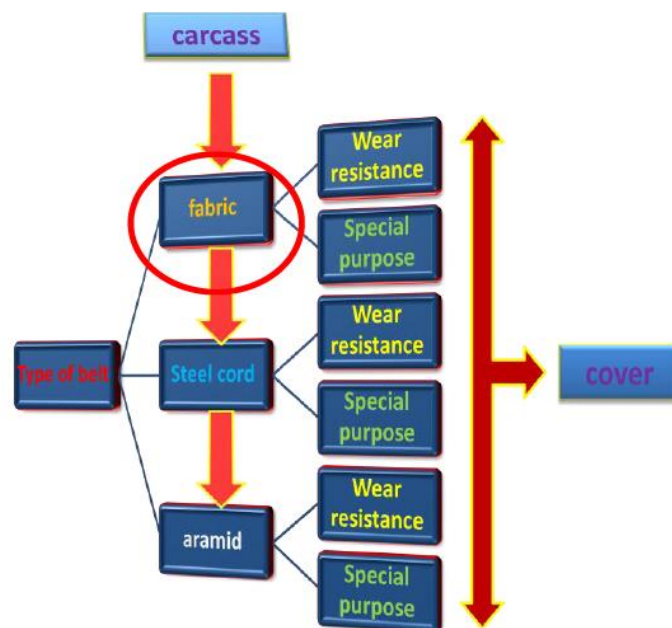 carcass
Wear
resistance
fabric
Special
purpose
Wear
resistance
Type of belt
Steel cord
cover
Special
purpose
Wear
resistance
aramid
Special
purpose